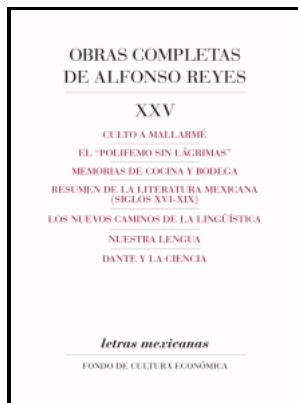 OBRAS COMPLETAS
DE ALFONSO REYES
XXV
CULTO A MALLARMÉ
EL "POLIFEMO SIN LÁGRIMAS"
MEMORIAS DE COCINA Y BODEGA
RESUMEN DE LA LITERATURA MEXICANA
(SIGLOS XVI-XIX)
LOS NUEVOS CAMINOS DE LA LINGÜÍSTICA
NUESTRA LENGUA
DANTE Y LA CIENCIA
letras mexicanas
FONDO DE CULTURA ECONÓMICA